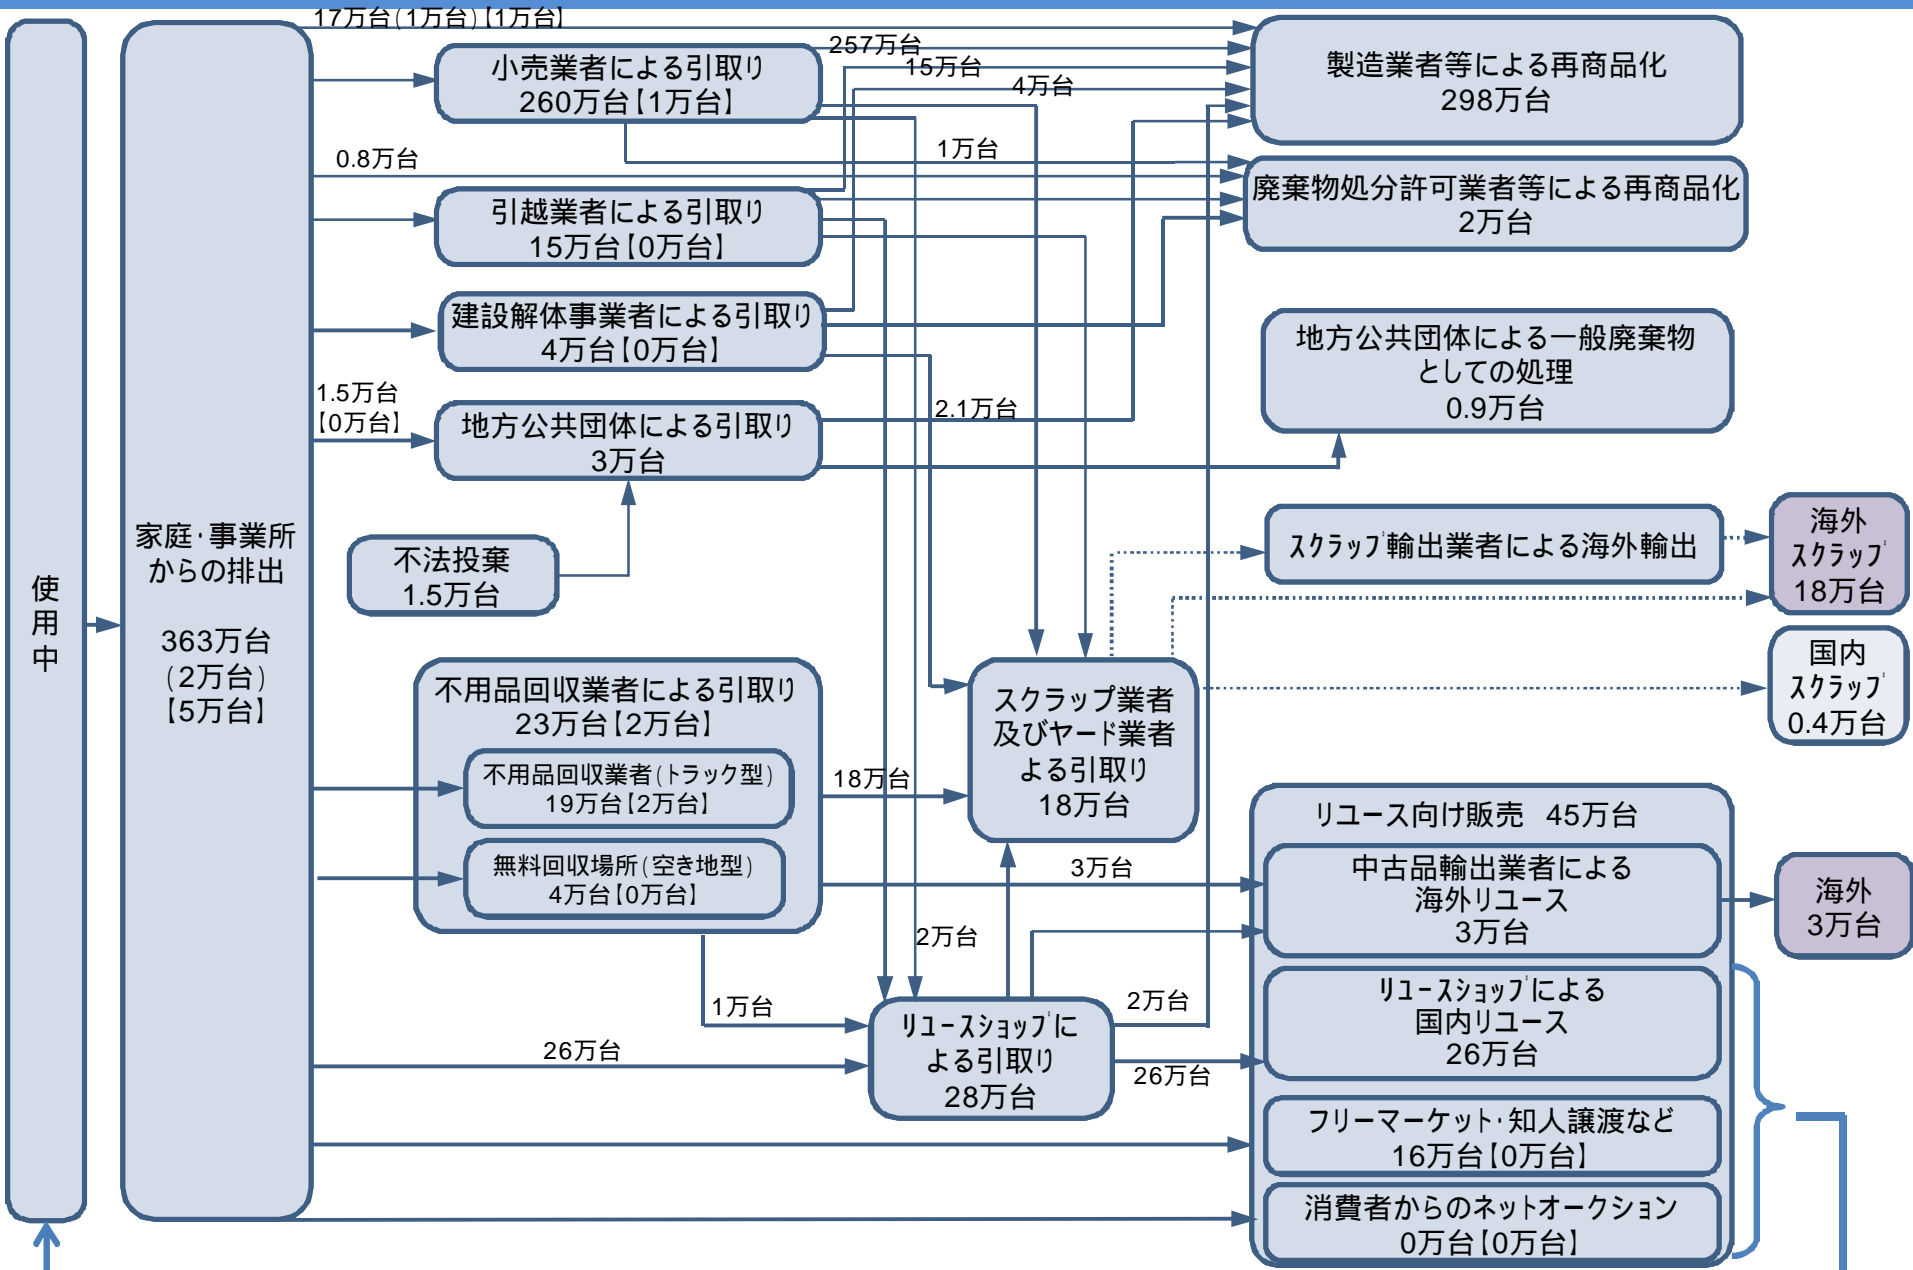 使用中
家庭・事業所
からの排出
363万台
(2万台)
【5万台】
17万台(1万台)【1万台】
小売業者による引取り
260万台【1万台】
257万台
15万台
4万台
製造業者等による再商品化
298万台
0.8万台
1万台
引越業者による引取り
15万台【0万台】
廃棄物処分許可業者等による再商品化
2万台
建設解体事業者による引取り
4万台【0万台】
地方公共団体による一般廃棄物
としての処理
0.9万台
1.5万台
【0万台】
地方公共団体による引取り
3万台
2.1万台
不法投棄
1.5万台
スクラップ輸出業者による海外輸出
海外
スクラップ
18万台
国内
スクラップ
0.4万台
不用品回収業者による引取り
23万台【2万台】
不用品回収業者(トラック型)
19万台【2万台】
無料回収場所(空き地型)
4万台【0万台】
18万台
スクラップ業者
及びヤード業者
よる引取り
18万台
3万台
2万台
1万台
26万台
リユースショップに
よる引取り
28万台
2万台
26万台
リユース向け販売 45万台
中古品輸出業者による
海外リユース
3万台
海外
3万台
リユースショップによる
国内リユース
26万台
フリーマーケット・知人譲渡など
16万台【0万台】
消費者からのネットオークション
0万台【0万台】